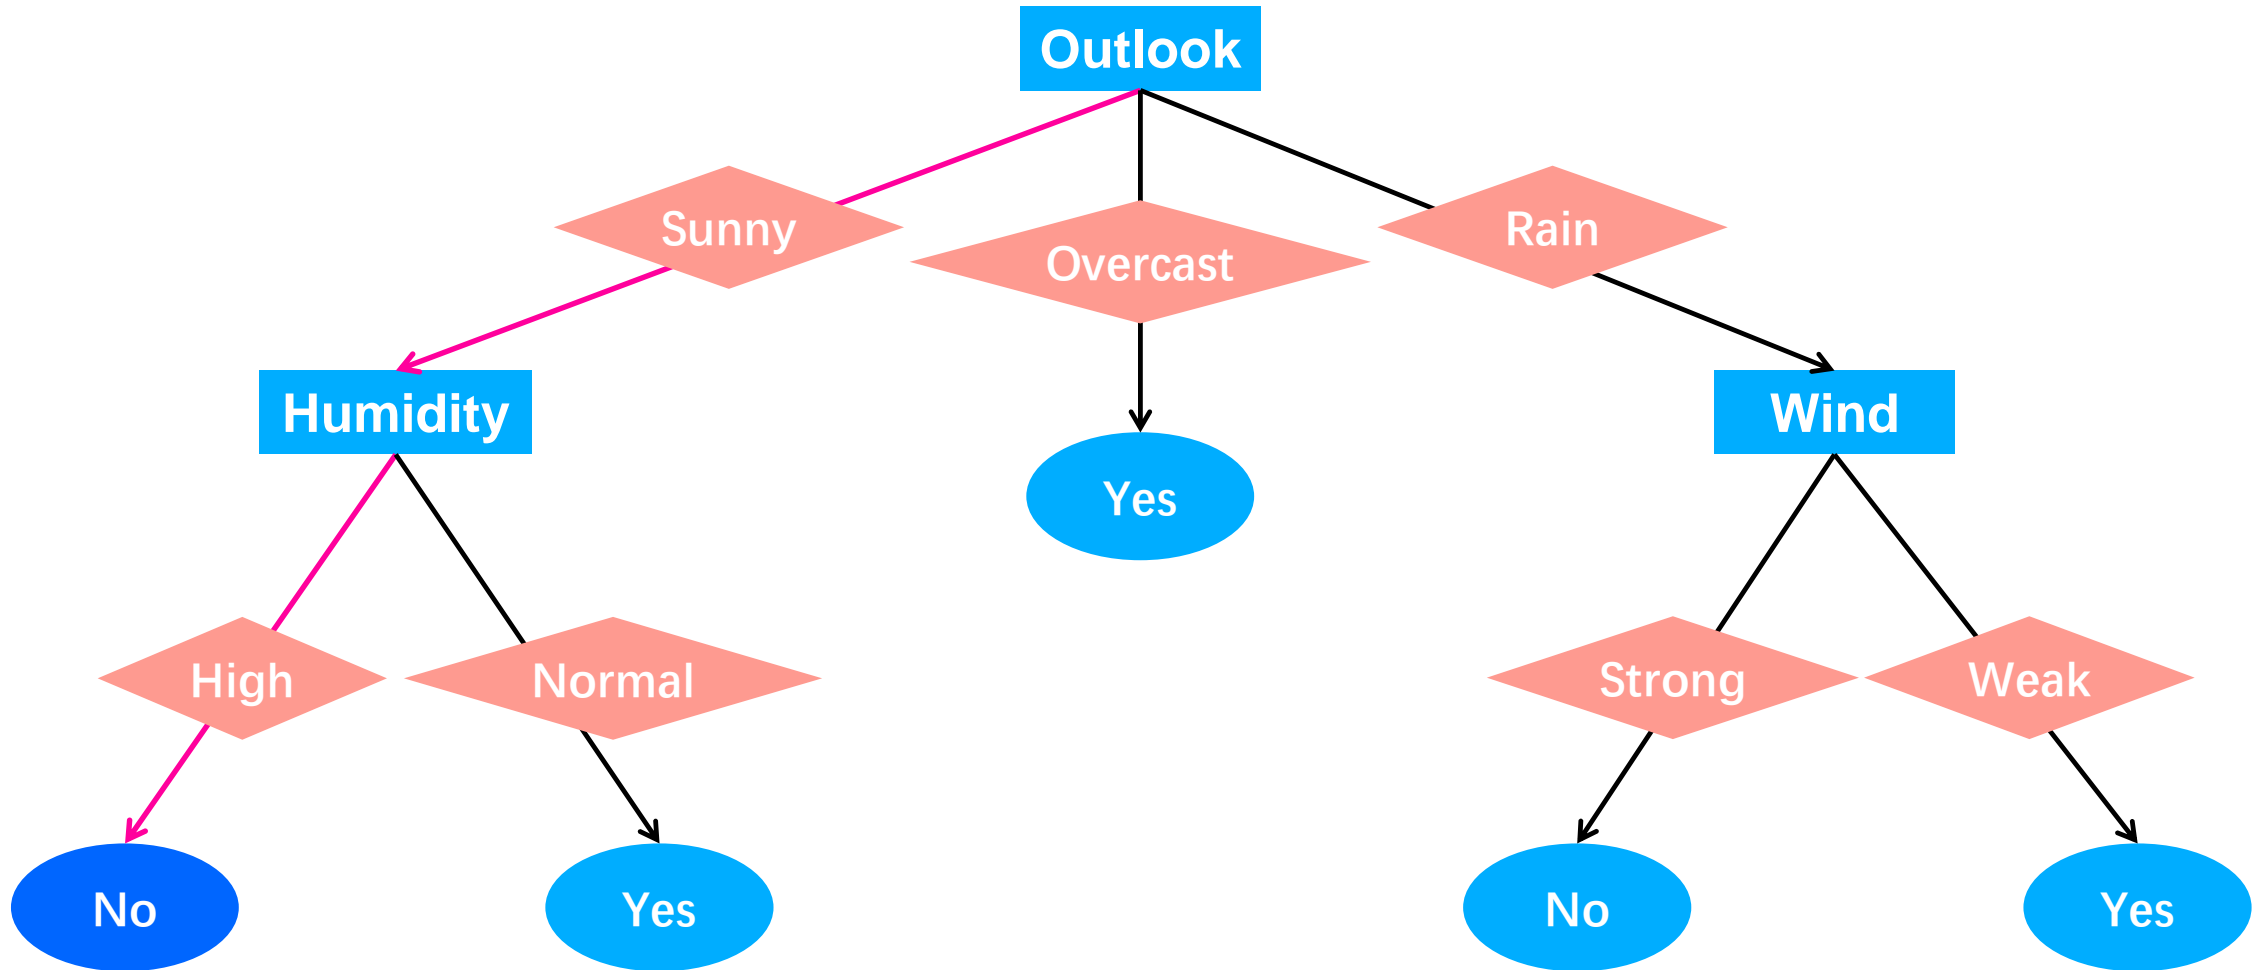 Outlook
Sunny
Overcast
Rain
Humidity
Wind
Yes
High
Normal
Strong
Weak
No
Yes
No
Yes